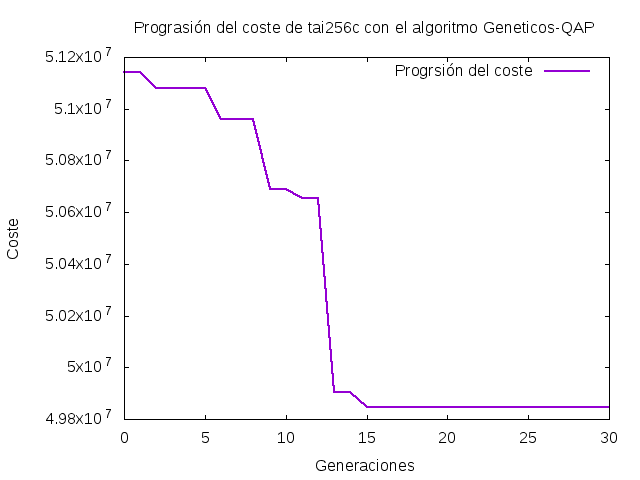 Prograsión del coste de tai256c con el algoritmo Geneticos-QAP
Progrsión del coste
5.12x10^7
5.1x10^7
5.08x10^7
5.06x10^7
5.04x10^7
5.02x10^7
5x10^7
4.98x10^7
Coste
0 5 10 15 20 25 30
Generaciones